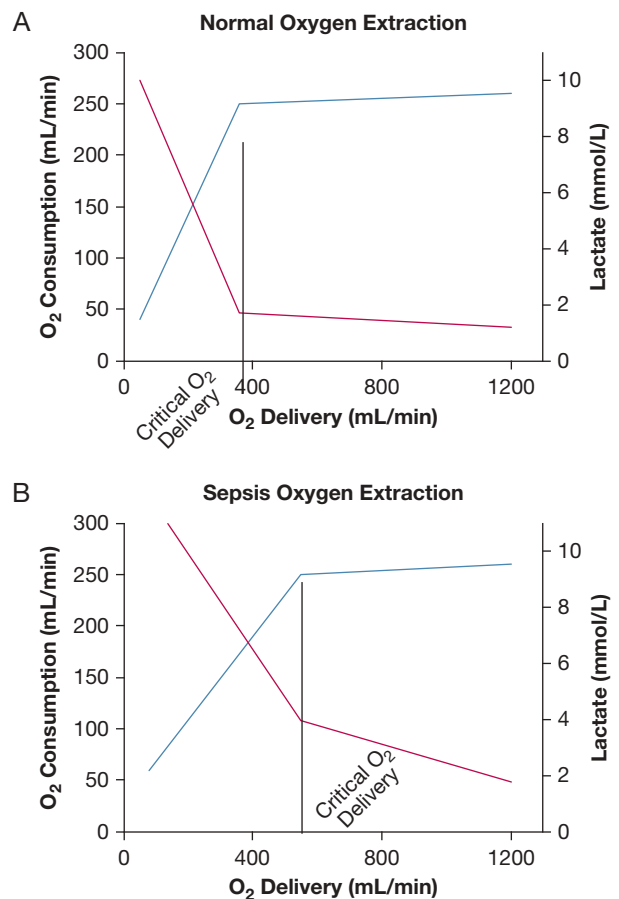 A
Normal Oxygen Extraction
300
250
200
150
100
50
0
O2 Consumption (mL/min)
10
8
6
4
2
0
Lactate (mmol/L)
0
400
800
1200
Critical O2
Delivery
O2 Delivery (mL/min)
B
Sepsis Oxygen Extraction
300
250
200
150
100
50
0
O2 Consumption (mL/min)
10
8
6
4
2
0
Lactate (mmol/L)
Critical O2
Delivery
0
400
800
1200
O2 Delivery (mL/min)